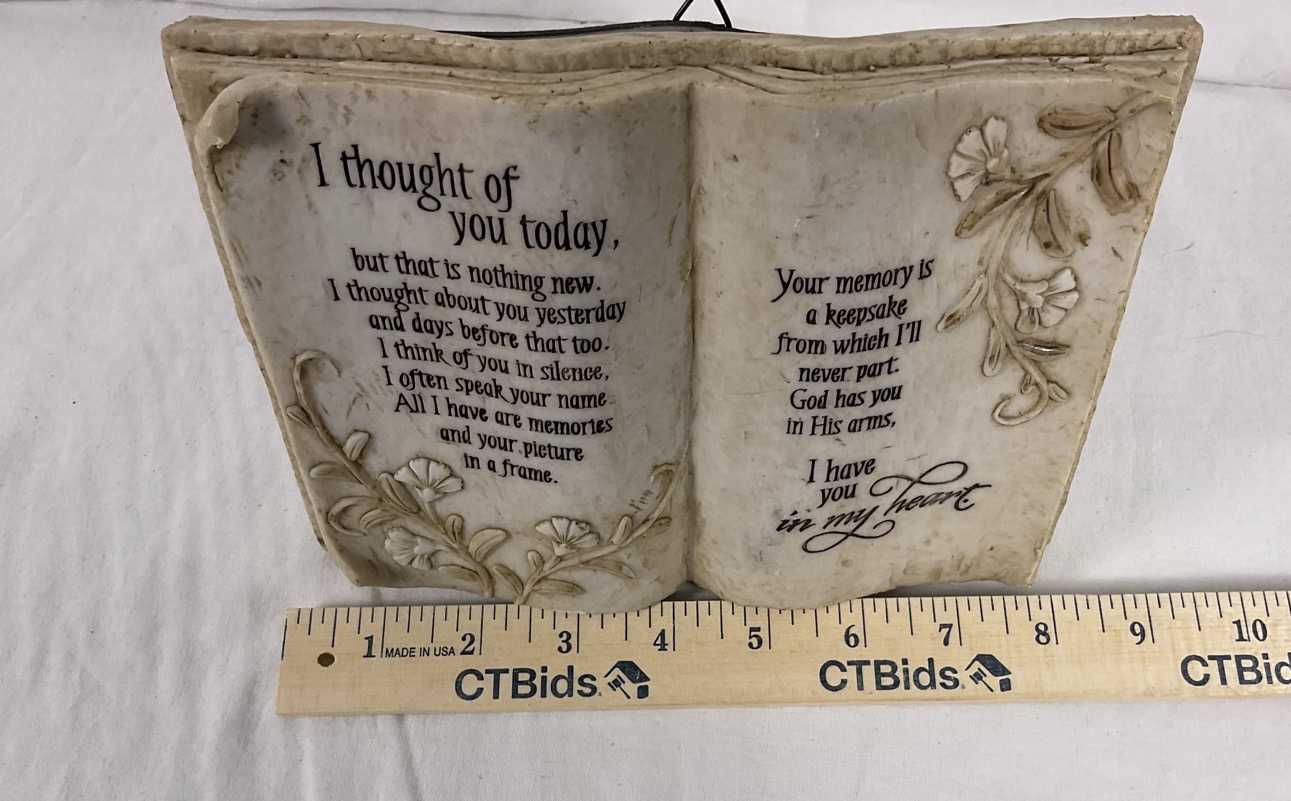 I thought of
you today,
but that is nothing new.
I thought about you yesterday
and days before that too.
I think of you in silence,
I often speak your name.
All I have are memories
and your picture
in a frame.
Your memory is
a keepsake
from which I'll
never part.
God has you
in His arms,
I have
you
in my heart.
1 MADE IN USA 2 3 4 5 6 7 8 9 10
CTBids. CTBids. CTBids